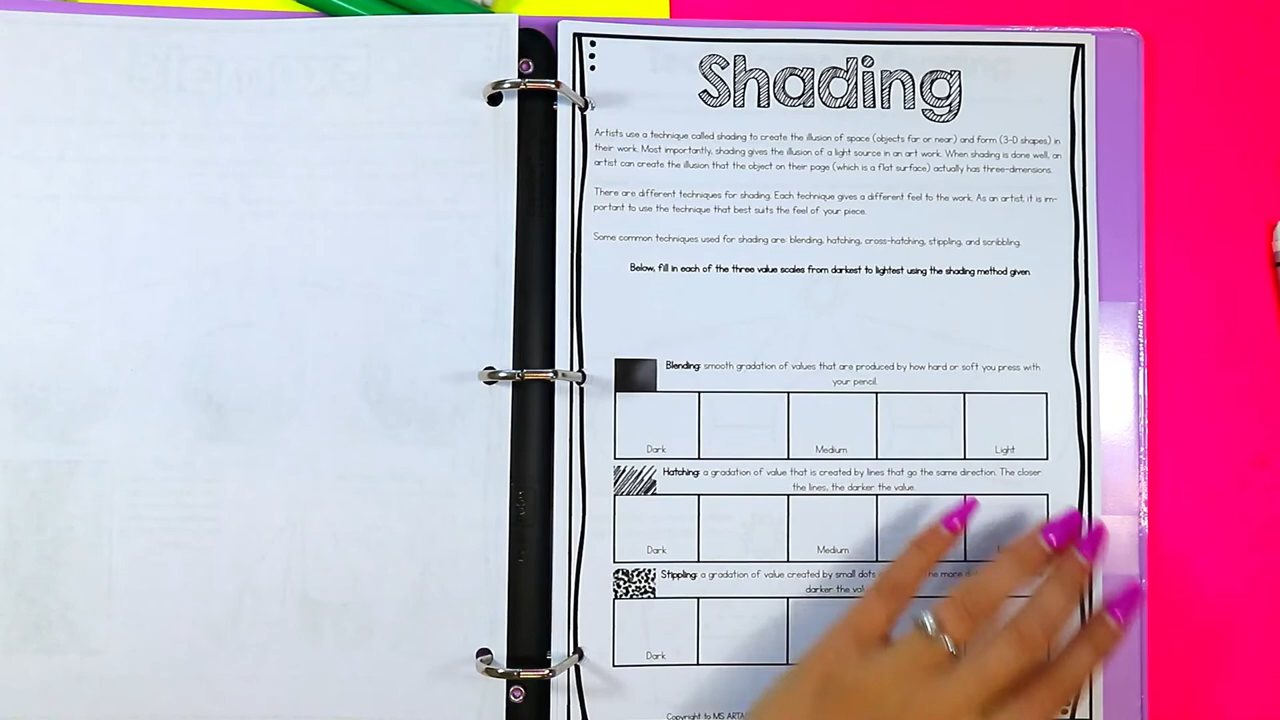 Shading
Artists use a technique called shading to create the illusion of space (objects far or near) and form (3-D shapes) in
their work. Most importantly, shading gives the illusion of a light source in an art work. When shading is done well, an
artist can create the illusion that the object on their page (which is a flat surface) actually has three-dimensions.
There are different techniques for shading. Each technique gives a different feel to the work. As an artist, it is im-
portant to use the technique that best suits the feel of your piece.
Some common techniques used for shading are: blending, hatching, cross-hatching, stippling, and scribbling.
Below, fill in each of the three value scales from darkest to lightest using the shading method given.
Blending: smooth gradation of values that are produced by how hard or soft you press with
your pencil.
Dark Medium Light
Hatching: a gradation of value that is created by lines that go the same direction. The closer
the lines, the darker the value.
Dark Medium
Stippling: a gradation of value created by small dots more
darker the
Dark
Copyright to MS